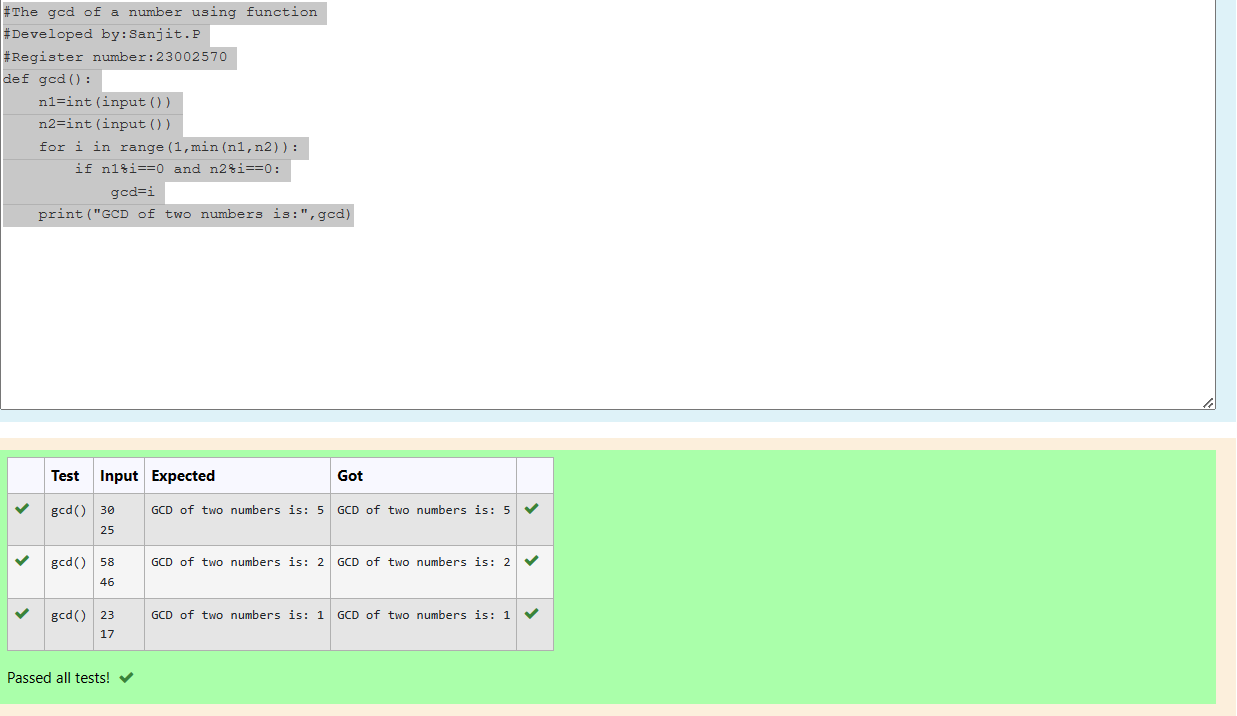 #The gcd of a number using function
#Developed by:Sanjit.P
#Register number:23002570
def gcd():
    n1=int(input())
    n2=int(input())
    for i in range(1,min(n1,n2)):
        if n1%i==0 and n2%i==0:
            gcd=i
    print("GCD of two numbers is:",gcd)
Test Input Expected Got
gcd() 30 GCD of two numbers is: 5 GCD of two numbers is: 5
25
gcd() 58 GCD of two numbers is: 2 GCD of two numbers is: 2
46
gcd() 23 GCD of two numbers is: 1 GCD of two numbers is: 1
17
Passed all tests!